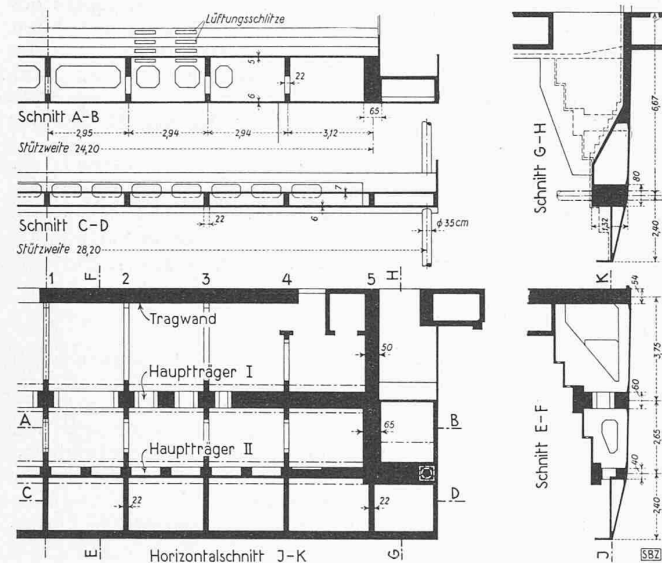 Lüftungsschlitze
5
22
6
65
Schnitt A-B
2,95
2,94
2,94
3,12
Stützweite 24,20
7
Schnitt C-D
22
6
ϕ 35cm
Stützweite 28,20
F
H
1
2
3
4
5
Tragwand
50
Hauptträger I
A
65
B
Hauptträger II
C
22
22
D
E
Horizontalschnitt J-K
G
Schnitt G-H
6,67
80
1,32
2,40
K
54
3,75
60
2,65
Schnitt E-F
1,40
2,40
J
SBZ